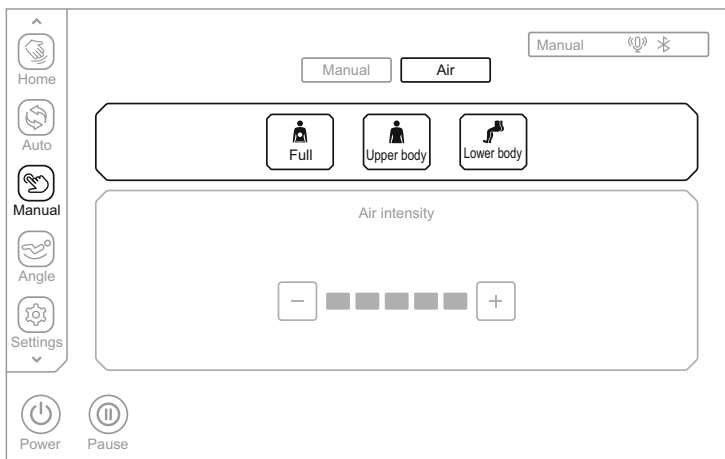 Home
Auto
Manual
Angle
Settings
Power
Pause
Manual
Manual
Air
Full
Upper body
Lower body
Air intensity